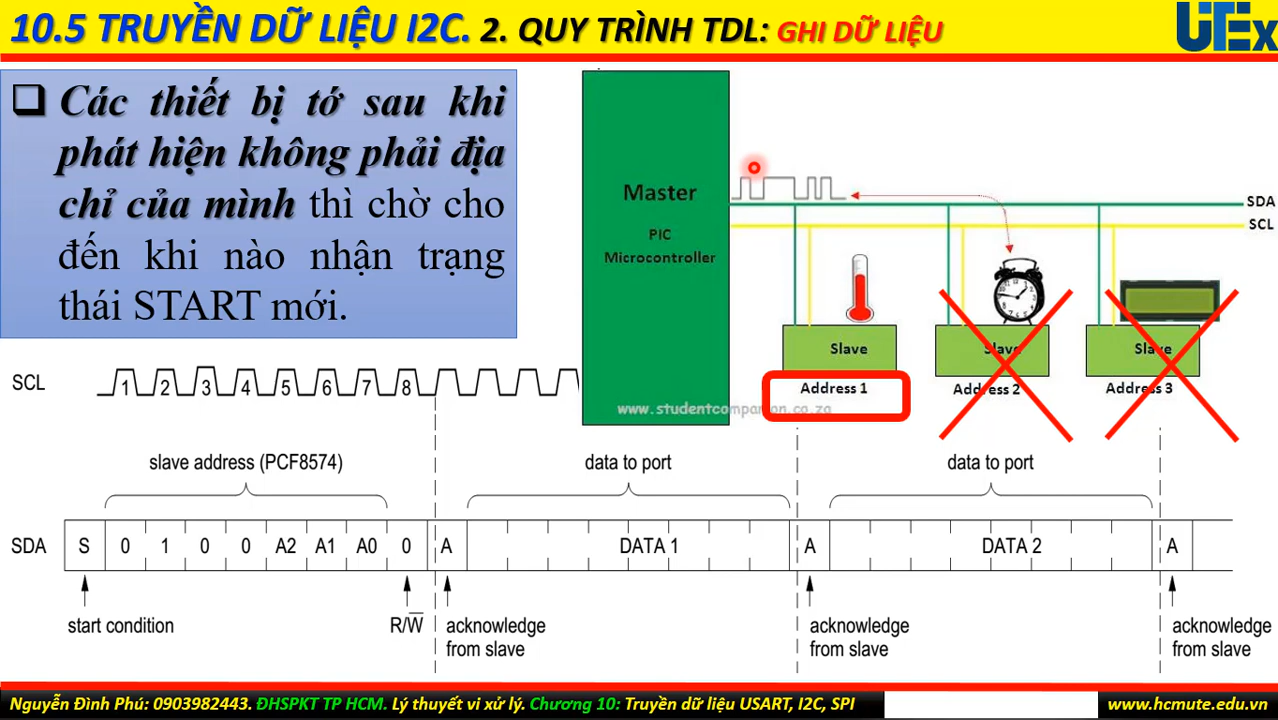 10.5 TRUYỀN DỮ LIỆU I2C. 2. QUY TRÌNH TDL: GHI DỮ LIỆU
UTEx
Các thiết bị tớ sau khi
phát hiện không phải địa
chỉ của mình thì chờ cho
đến khi nào nhận trạng
thái START mới.
Master
PIC
Microcontroller
SDA
SCL
Slave
Address 1
Slave
Address 2
Slave
Address 3
www.studentcompanion.co.za
SCL
1 2 3 4 5 6 7 8
slave address (PCF8574)
data to port
data to port
SDA
S 0 1 0 0 A2 A1 A0 0 A DATA 1 A DATA 2 A
start condition
R/W̅
acknowledge
from slave
acknowledge
from slave
acknowledge
from slave
Nguyễn Đình Phú: 0903982443. ĐHSPKT TP HCM. Lý thuyết vi xử lý. Chương 10: Truyền dữ liệu USART, I2C, SPI
www.hcmute.edu.vn